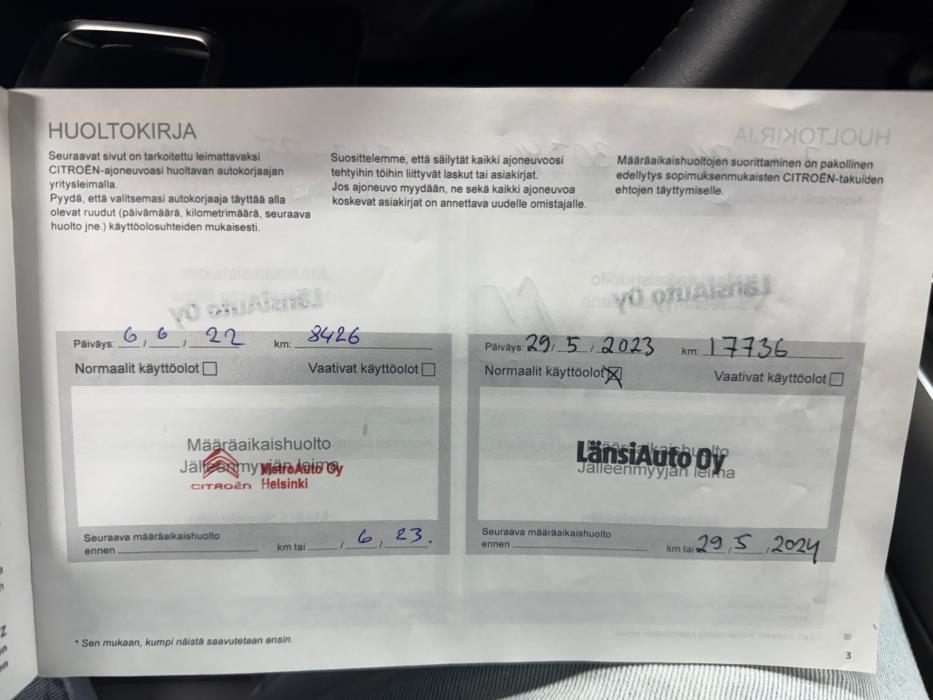 HUOLTOKIRJA
Seuraavat sivut on tarkoitettu leimattavaksi
CITROËN-ajoneuvoasi huoltavan autokorjaajan
yritysleimalla.
Pyydä, että valitsemasi autokorjaaja täyttää alla
olevat ruudut (päivämäärä, kilometrimäärä, seuraava
huolto jne.) käyttöolosuhteiden mukaisesti.
Suosittelemme, että säilytät kaikki ajoneuvoosi
tehtyihin töihin liittyvät laskut tai asiakirjat.
Jos ajoneuvo myydään, ne sekä kaikki ajoneuvoa
koskevat asiakirjat on annettava uudelle omistajalle.
Määräaikaishuoltojen suorittaminen on pakollinen
edellytys sopimuksenmukaisten CITROËN-takuiden
ehtojen täyttymiselle.
Päiväys: 6 / 6 / 22 km: 8426
Normaalit käyttöolot Vaativat käyttöolot
Määräaikaishuolto
Jälleenmyyjän leima
MetroAuto Oy
CITROËN Helsinki
Seuraava määräaikaishuolto
ennen km tai / 6 , 23.
Päiväys: 29 / 5 / 2023 km: 17736
Normaalit käyttöolot Vaativat käyttöolot
Määräaikaishuolto
LänsiAuto Oy
Jälleenmyyjän leima
Seuraava määräaikaishuolto
ennen km tai 29 , 5 , 2024
* Sen mukaan, kumpi näistä saavutetaan ensin.
3